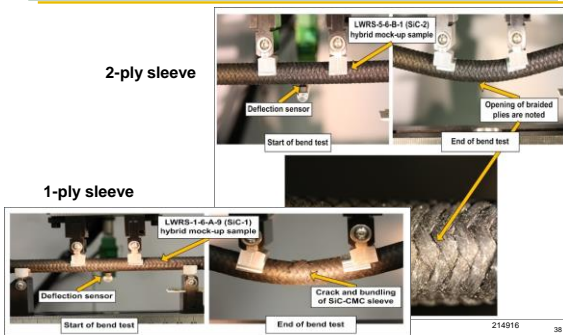 2-ply sleeve
LWRS-5-6-B-1 (SiC-2)
hybrid mock-up sample
Deflection sensor
Opening of braided
plies are noted
Start of bend test
End of bend test
1-ply sleeve
LWRS-1-6-A-9 (SiC-1)
hybrid mock-up sample
Deflection sensor
Crack and bundling
of SiC-CMC sleeve
Start of bend test
End of bend test
214916
38